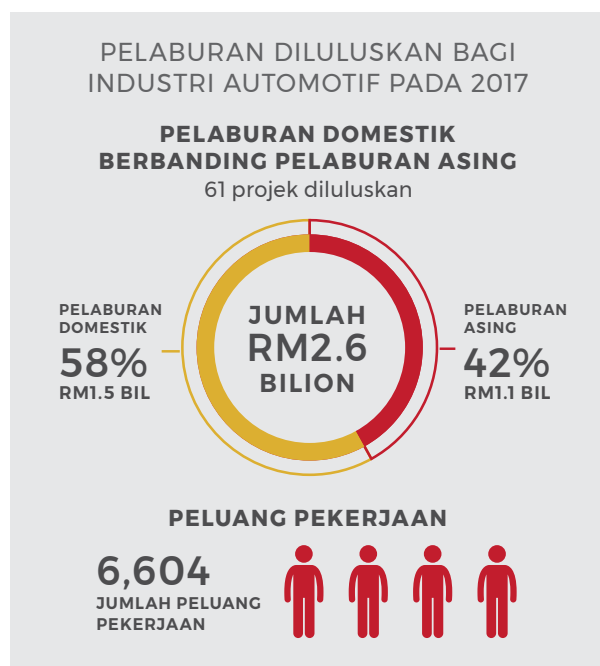 PELABURAN DILULUSKAN BAGI
INDUSTRI AUTOMOTIF PADA 2017
PELABURAN DOMESTIK
BERBANDING PELABURAN ASING
61 projek diluluskan
PELABURAN
DOMESTIK
58%
RM1.5 BIL
JUMLAH
RM2.6
BILION
PELABURAN
ASING
42%
RM1.1 BIL
PELUANG PEKERJAAN
6,604
JUMLAH PELUANG
PEKERJAAN